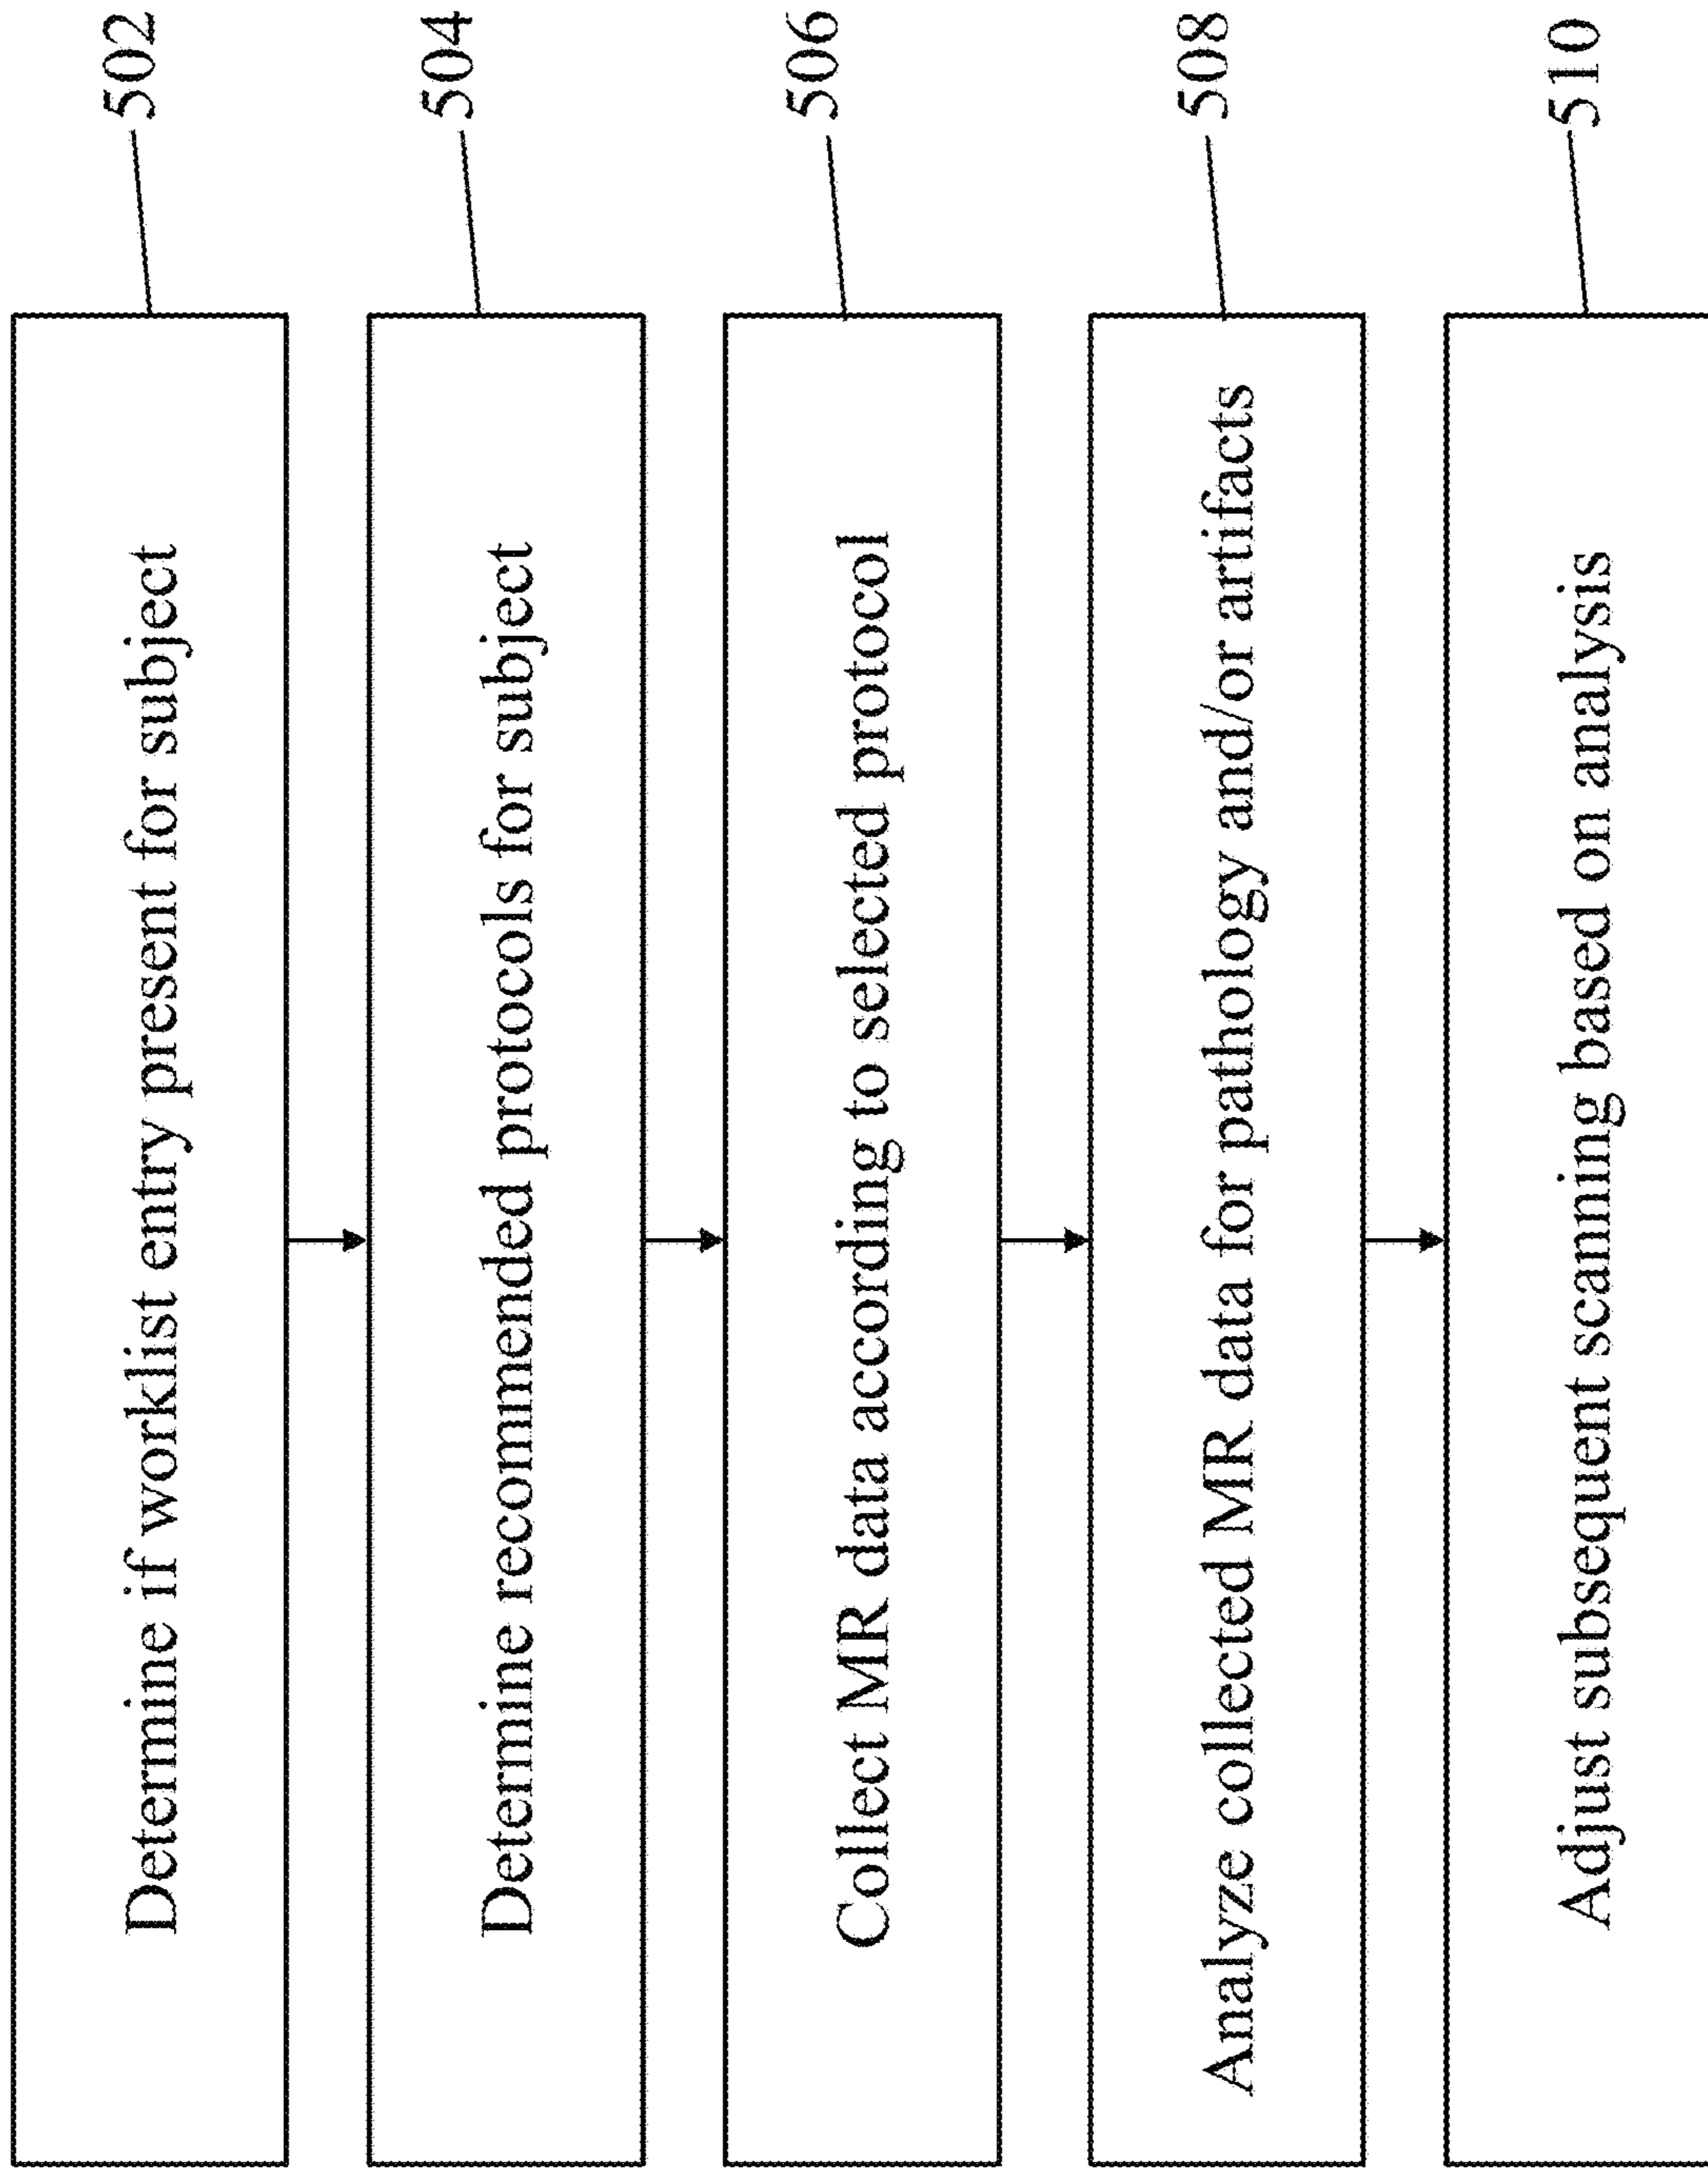 Determine if worklist entry present for subject
502
Determine recommended protocols for subject
504
Collect MR data according to selected protocol
506
Analyze collected MR data for pathology and/or artifacts
508
Adjust subsequent scanning based on analysis
510